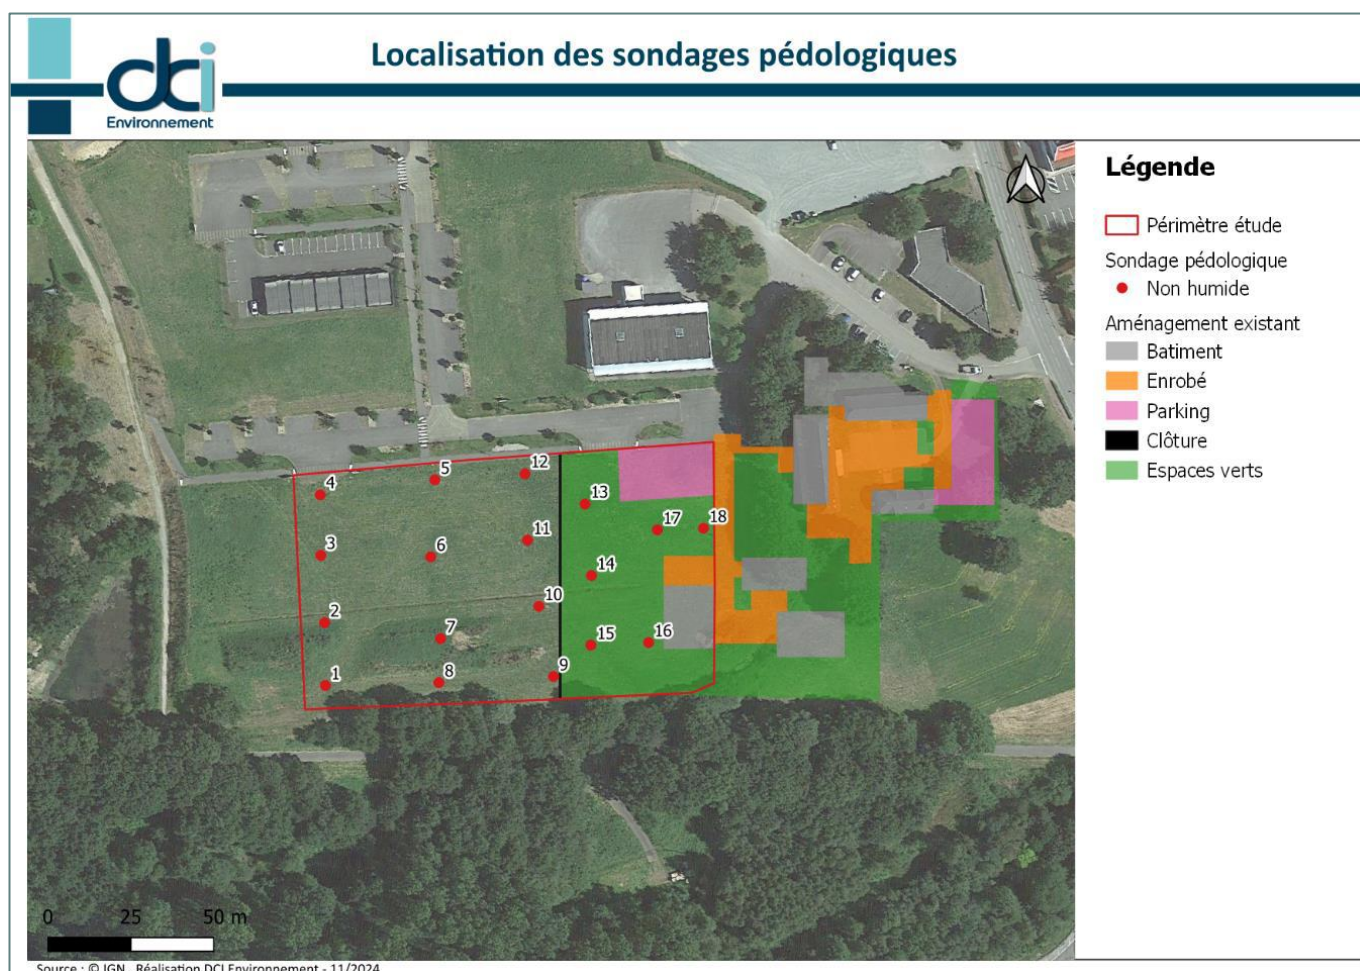 Localisation des sondages pédologiques
dci
Environnement
Légende
Périmètre étude
Sondage pédologique
Non humide
Aménagement existant
Batiment
Enrobé
Parking
Clôture
Espaces verts
4
5
12
13
3
6
11
17
18
14
2
10
7
15
16
1
8
9
0 25 50 m
Source : © IGN - Réalisation DCI Environnement - 11/2024